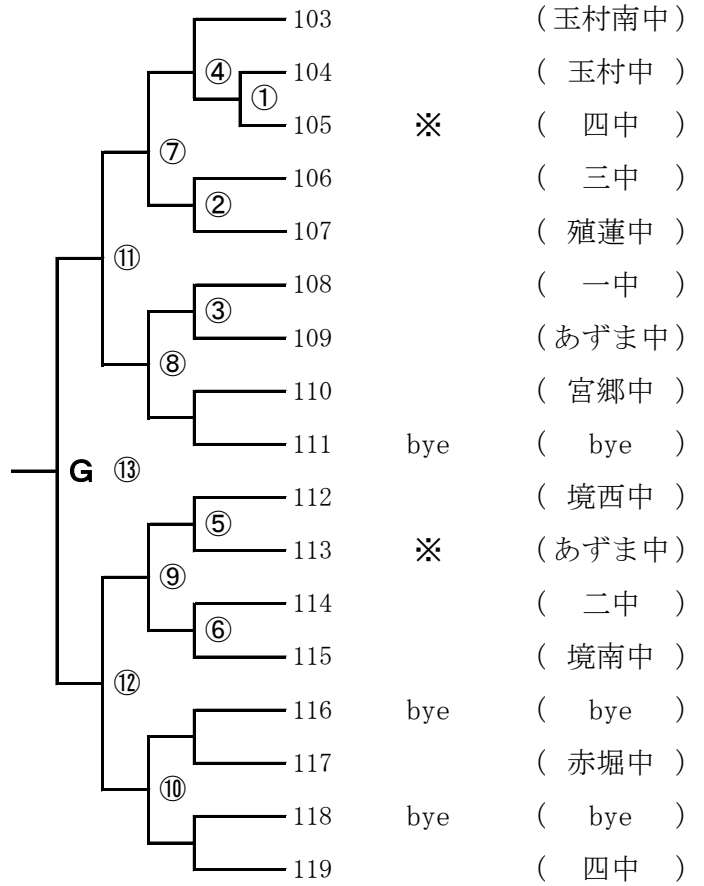 103 (玉村南中)
④
104 (玉村中)
①
105 ※ (四中)
⑦
106 (三中)
②
107 (殖蓮中)
⑪
108 (一中)
③
109 (あずま中)
⑧
110 (宮郷中)
111 bye (bye)
G ⑬
112 (境西中)
⑤
113 ※ (あずま中)
⑨
114 (二中)
⑥
115 (境南中)
⑫
116 bye (bye)
117 (赤堀中)
⑩
118 bye (bye)
119 (四中)